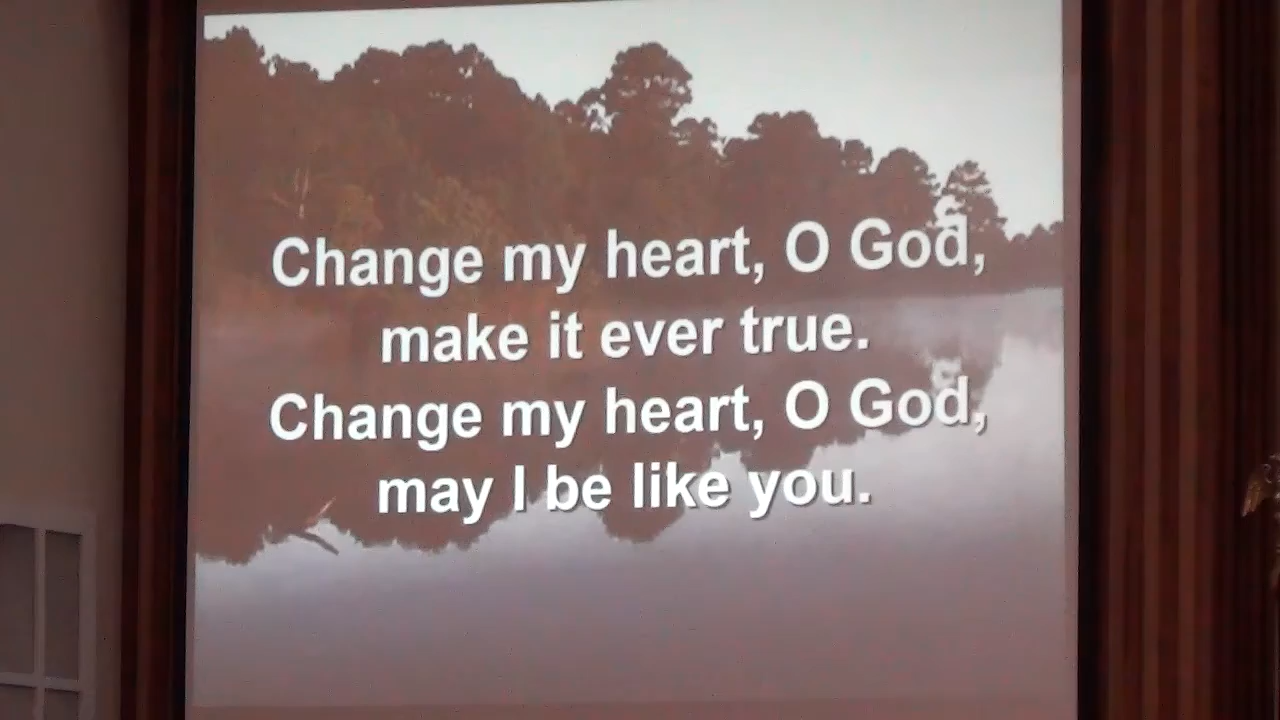 Change my heart, O God,
make it ever true.
Change my heart, O God,
may I be like you.